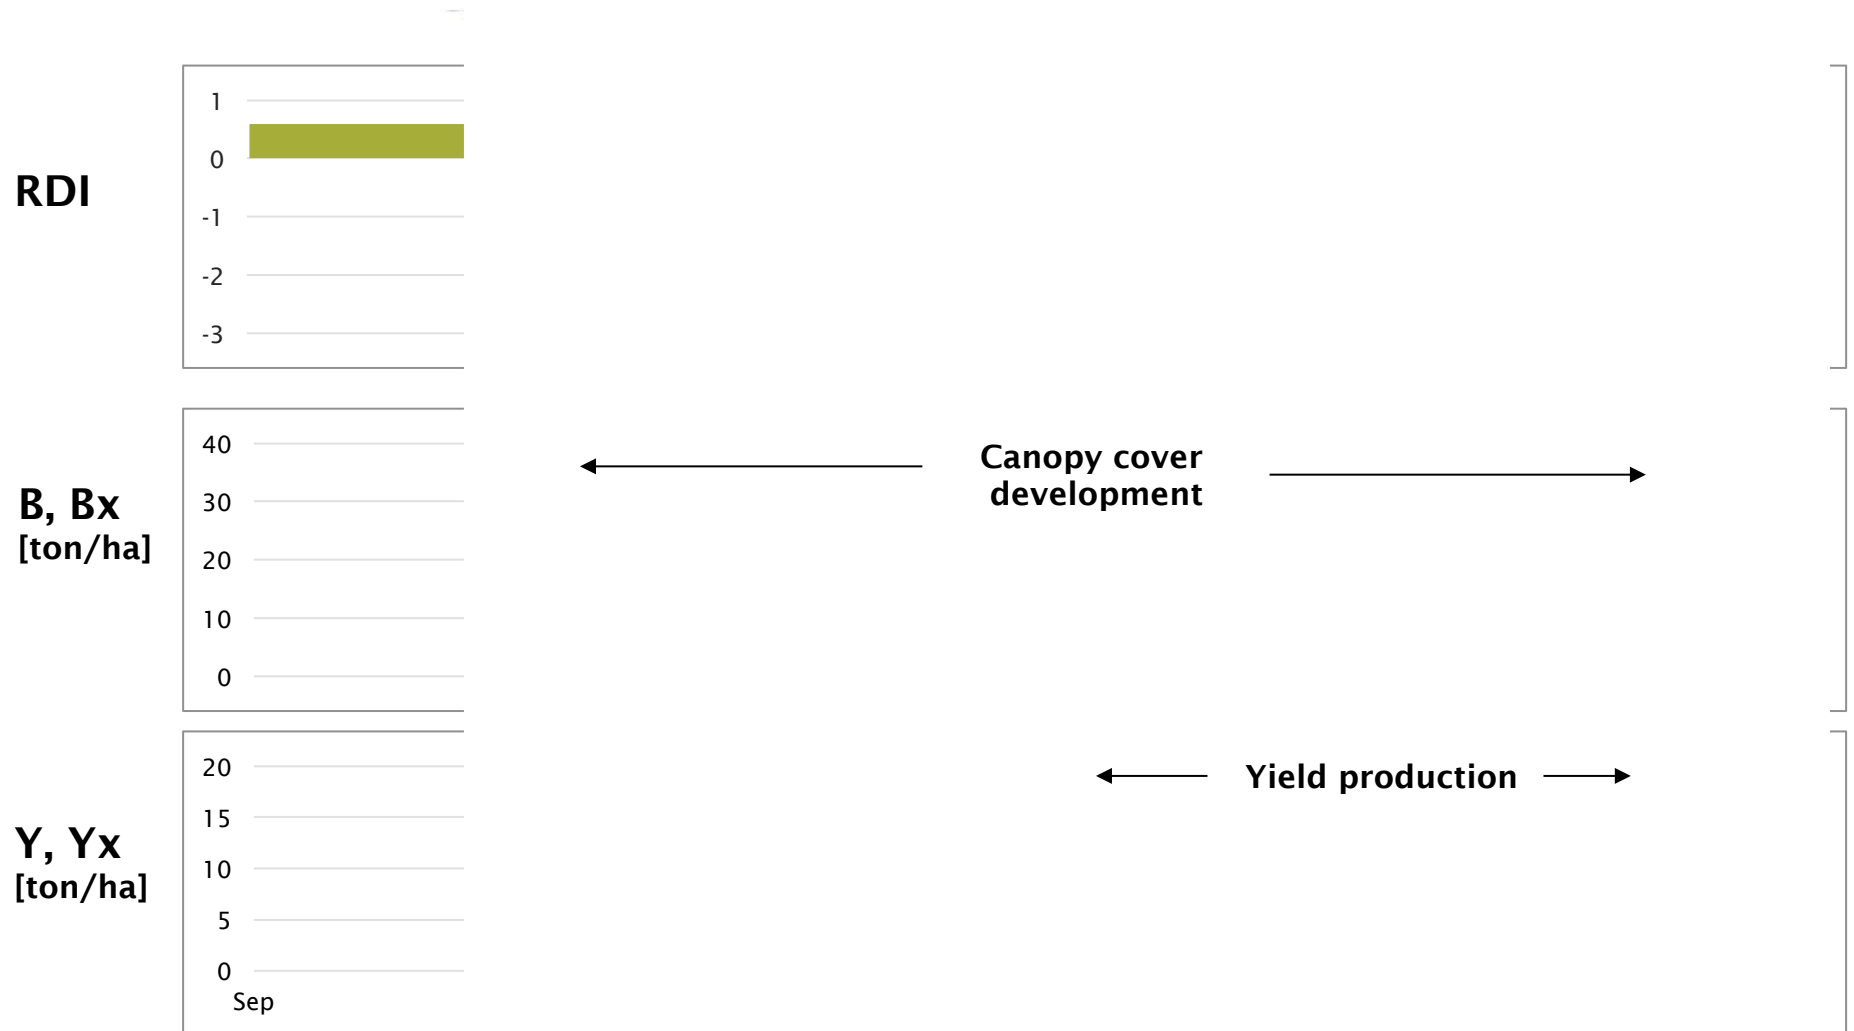 RDI
1
0
-1
-2
-3
B, Bx
[ton/ha]
40
30
20
10
0
Canopy cover
development
Y, Yx
[ton/ha]
20
15
10
5
0
Sep
Yield production